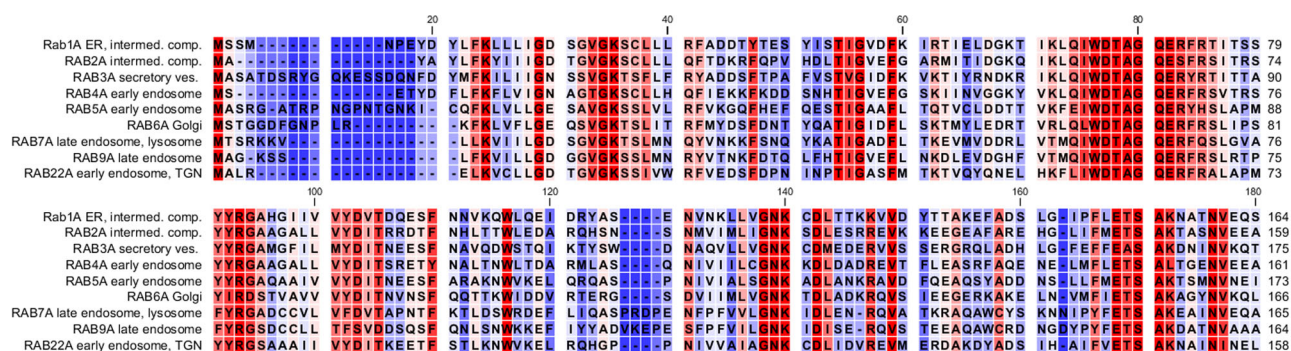 20 40 60 80
Rab1A ER, intermed. comp. MSSM------ ------NPEYD YLFKLLLIGD SGVGKSCLLL RFADDTYTES YISTIGVDFK IRTIELDGKT IKLQIWDTAG QERFRTITSS 79
RAB2A intermed. comp. MA-------- --------YA YLFKYIIIGD TGVGKSCLLL QFTDKRFQPV HDLTIGVEFG ARMITIDGKQ IKLQIWDTAG QESFRSITRS 74
RAB3A secretory ves. MASATDSRYG QKESSDQNFD YMFKILIIGN SSVGKTSFLF RYADDSFTPA FVSTVGIDFK VKTIYRNDKR IKLQIWDTAG QERYRTITTA 90
RAB4A early endosome MS-------- ------ETYD FLFKFLVIGN AGTGKSCLLH QFIEKKFKDD SNHTIGVEFG SKIINVGGKY VKLQIWDTAG QERFRSVTRS 76
RAB5A early endosome MASRG-ATRP NGPNTGNKI- CQFKLVLLGE SAVGKSSLVL RFVKGQFHEF QESTIGAAFL TQTVCLDDTT VKFEIWDTAG QERYHSLAPM 88
RAB6A Golgi MSTGGDFGNP LR-------- -KFKLVFLGE QSVGKTSLIT RFMYDSFDNT YQATIGIDFL SKTMYLEDRT VRLQLWDTAG QERFRSLIPS 81
RAB7A late endosome, lysosome MTSRKKV--- ---------- -LLKVIILGD SGVGKTSLMN QYVNKKFSNQ YKATIGADFL TKEVMVDDRL VTMQIWDTAG QERFQSLGVA 76
RAB9A late endosome MAG-KSS--- ---------- -LFKVILLGD GGVGKSSLMN RYVTNKFDTQ LFHTIGVEFL NKDLEVDGHF VTMQIWDTAG QERFRSLRTP 75
RAB22A early endosome, TGN MALR------ ---------- -ELKVCLLGD TGVGKSSIVW RFVEDSFDPN INPTIGASFM TKTVQYQNEL HKFLIWDTAG QERFRALAPM 73
100 120 140 160 180
Rab1A ER, intermed. comp. YYRGAHGIIV VYDVTDQESF NNVKQWLQEI DRYAS----E NVNKLLVGNK CDLTTKKVVD YTTAKEFADS LG-IPFLETS AKNATNVEQS 164
RAB2A intermed. comp. YYRGAAGALL VYDITRRDTF NHLTTWLEDA RQHSN----S NMVIMLIGNK SDLESRREVK KEEGEAFARE HG-LIFMETS AKTASNVEEA 159
RAB3A secretory ves. YYRGAMGFIL MYDITNEESF NAVQDWSTQI KTYSW----D NAQVLLVGNK CDMEDERVVS SERGRQLADH LG-FEFFEAS AKDNINVKQT 175
RAB4A early endosome YYRGAAGALL VYDITSRETY NALTNWLTDA RMLAS----Q NIVIILCGNK KDLDADREVT FLEASRFAQE NE-LMFLETS ALTGENVEEA 161
RAB5A early endosome YYRGAQAAIV VYDITNEESF ARAKNWVKEL QRQAS----P NIVIALSGNK ADLANKRAVD FQEAQSYADD NS-LLFMETS AKTSMNVNEI 173
RAB6A Golgi YIRDSTVAVV VYDITNVNSF QQTTKWIDDV RTERG----S DVIIMLVGNK TDLADKRQVS IEEGERKAKE LN-VMFIETS AKAGYNVKQL 166
RAB7A late endosome, lysosome FYRGADCCVL VFDVTAPNTF KTLDSWRDEF LIQASPRDPE NFPFVVLGNK IDLEN-RQVA TKRAQAWCYS KNNIPYFETS AKEAINVEQA 165
RAB9A late endosome FYRGSDCCLL TFSVDDSQSF QNLSNWKKEF IYYADVKEPE SFPFVILGNK IDISE-RQVS TEEAQAWCRD NGDYPYFETS AKDATNVAAA 164
RAB22A early endosome, TGN YYRGSAAAII VYDITKEETF STLKNWVKEL RQHGP----P NIVVAIAGNK CDLIDVREVM ERDAKDYADS IH-AIFVETS AKNAININEL 158